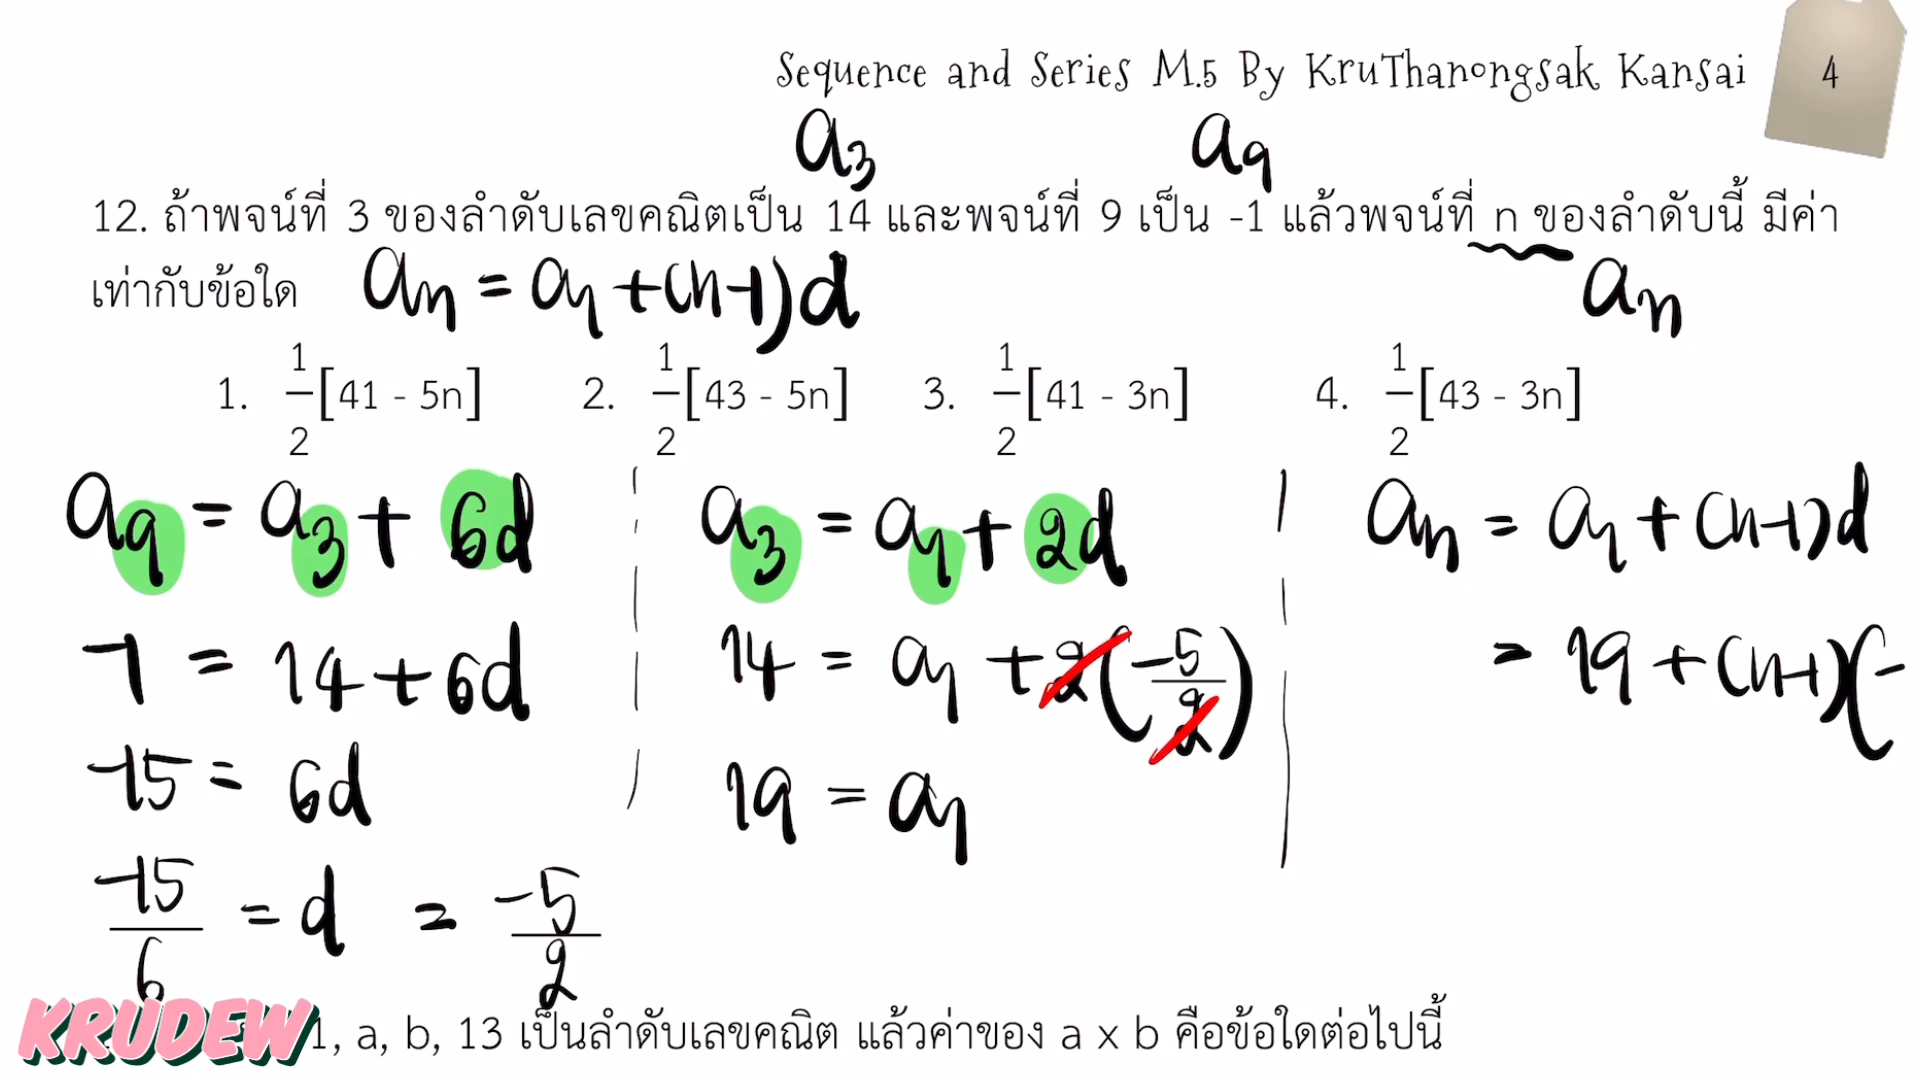 Sequence and Series M.5 By KruThanongsak Kansai 4
a₃ a₉
12. ถ้าพจน์ที่ 3 ของลำดับเลขคณิตเป็น 14 และพจน์ที่ 9 เป็น -1 แล้วพจน์ที่ n ของลำดับนี้ มีค่า
เท่ากับข้อใด aₙ = a₁ + (n-1)d aₙ
1. 1/2[41 - 5n] 2. 1/2[43 - 5n] 3. 1/2[41 - 3n] 4. 1/2[43 - 3n]
a₉ = a₃ + 6d a₃ = a₁ + 2d aₙ = a₁ + (n-1)d
-1 = 14 + 6d 14 = a₁ + 2(-5/2) = 19 + (n-1)(-
-15 = 6d 19 = a₁
-15/6 = d = -5/2
KRUDEW 1, a, b, 13 เป็นลำดับเลขคณิต แล้วค่าของ a x b คือข้อใดต่อไปนี้